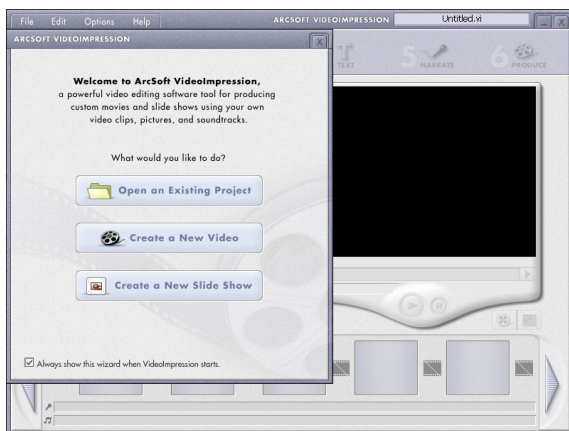 File Edit Options Help
ARCSOFT VIDEOIMPRESSION
Untitled.vi
ARCSOFT VIDEOIMPRESSION
TEXT
5 NARRATE
6 PRODUCE
Welcome to ArcSoft VideoImpression,
a powerful video editing software tool for producing
custom movies and slide shows using your own
video clips, pictures, and soundtracks.
What would you like to do?
Open an Existing Project
Create a New Video
Create a New Slide Show
Always show this wizard when VideoImpression starts.